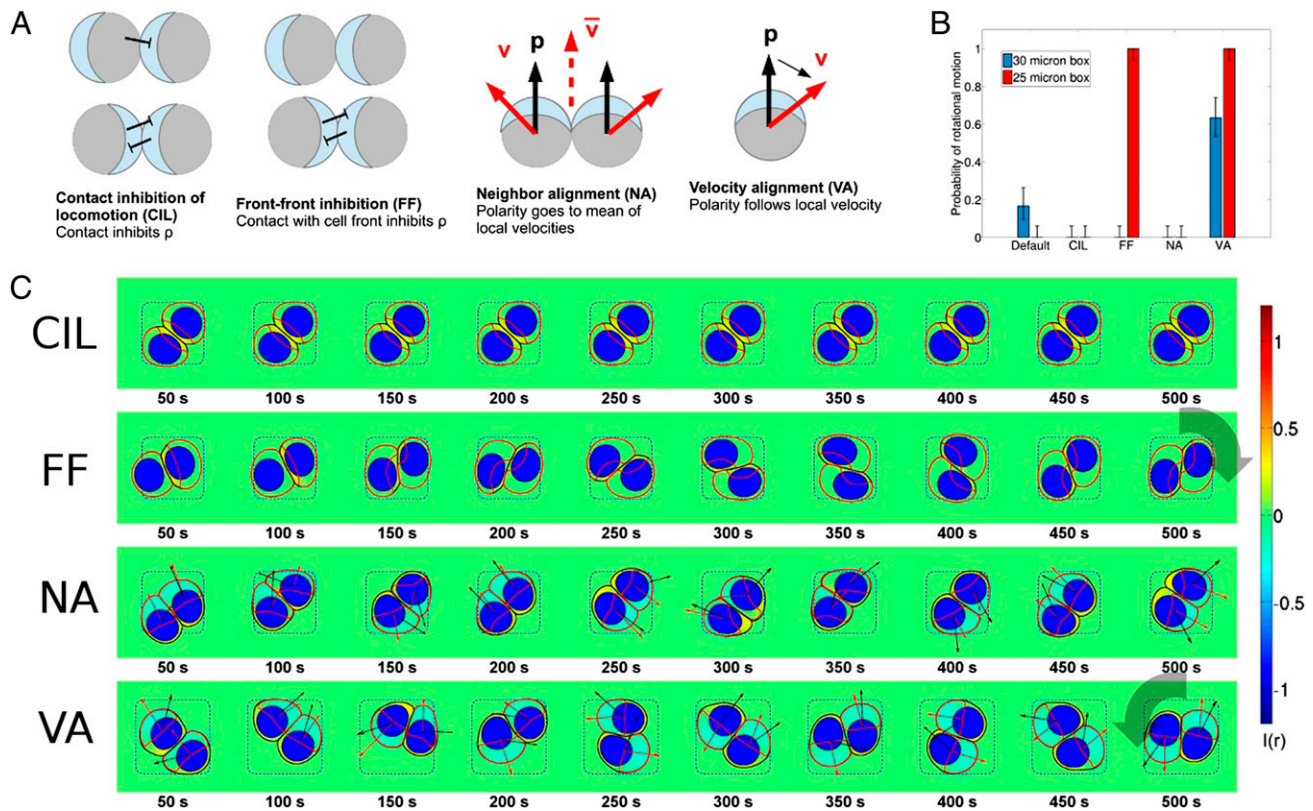 A
v
p
v̅
p
v
Contact inhibition of
locomotion (CIL)
Contact inhibits ρ
Front-front inhibition (FF)
Contact with cell front inhibits ρ
Neighbor alignment (NA)
Polarity goes to mean of
local velocities
Velocity alignment (VA)
Polarity follows local velocity
B
Probability of rotational motion
1
0.8
0.6
0.4
0.2
0
30 micron box
25 micron box
Default CIL FF NA VA
C
CIL
50 s 100 s 150 s 200 s 250 s 300 s 350 s 400 s 450 s 500 s
FF
50 s 100 s 150 s 200 s 250 s 300 s 350 s 400 s 450 s 500 s
NA
50 s 100 s 150 s 200 s 250 s 300 s 350 s 400 s 450 s 500 s
VA
50 s 100 s 150 s 200 s 250 s 300 s 350 s 400 s 450 s 500 s
1
0.5
0
-0.5
-1
I(r)